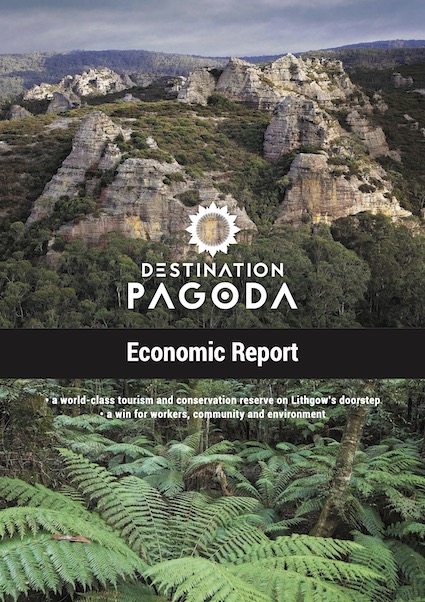 DESTINATION
PAGODA
Economic Report
• a world-class tourism and conservation reserve on Lithgow's doorstep
• a win for workers, community and environment